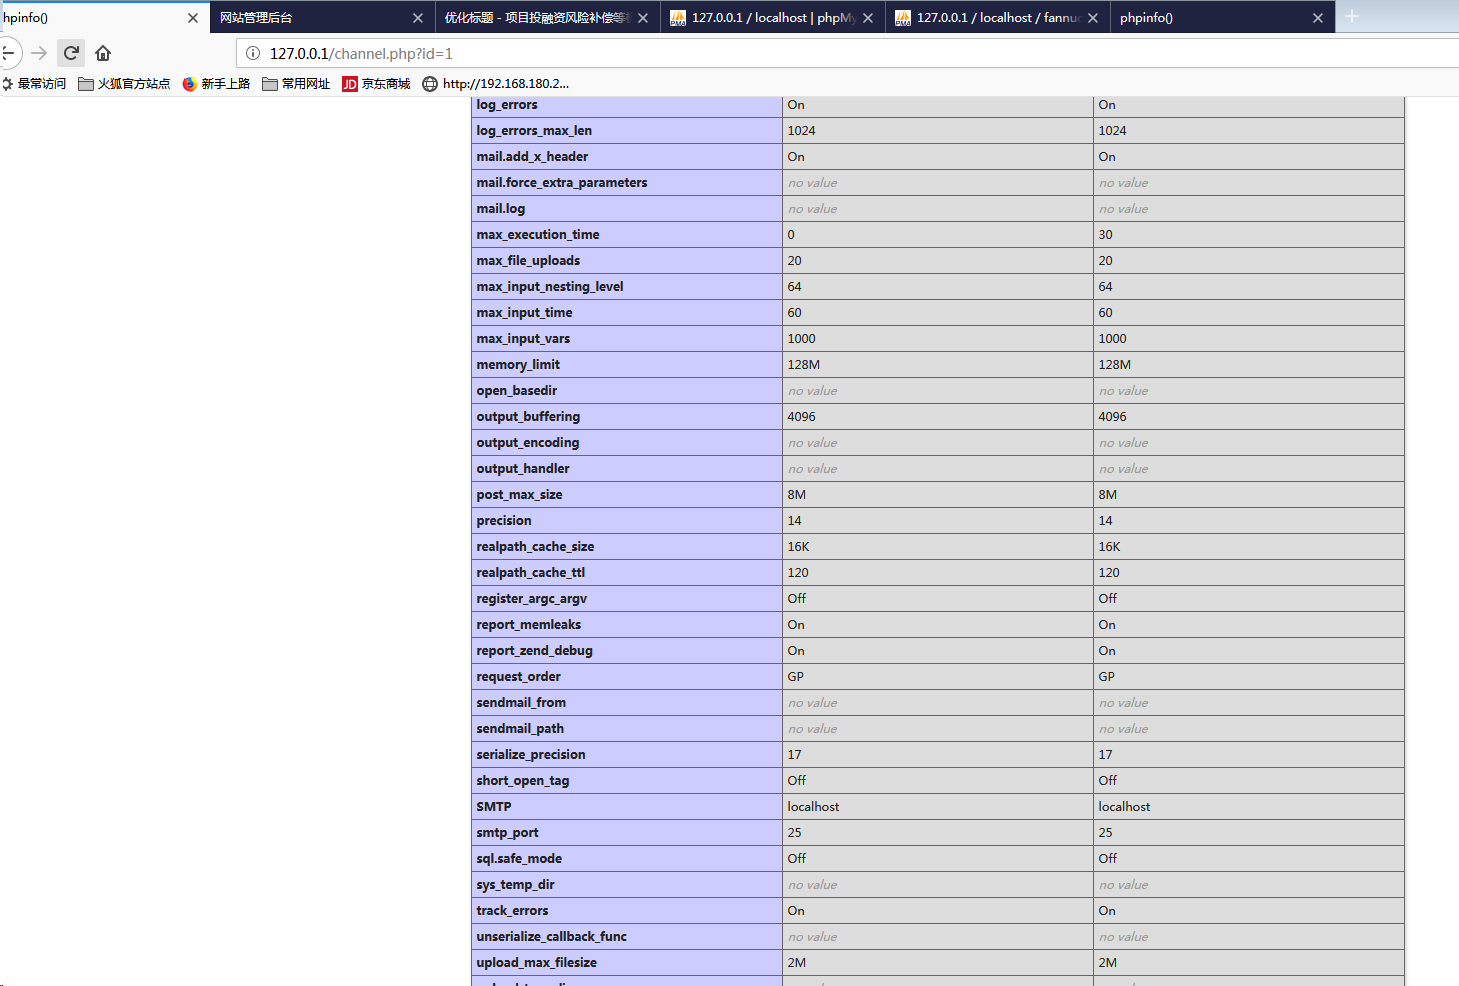 hpinfo()
网站管理后台
优化标题 - 项目投融资风险补偿等
127.0.0.1 / localhost | phpMy
127.0.0.1 / localhost / fannuo
phpinfo()
127.0.0.1/channel.php?id=1
最常访问 火狐官方站点 新手上路 常用网址 JD 京东商城 http://192.168.180.2...
log_errors On On
log_errors_max_len 1024 1024
mail.add_x_header On On
mail.force_extra_parameters no value no value
mail.log no value no value
max_execution_time 0 30
max_file_uploads 20 20
max_input_nesting_level 64 64
max_input_time 60 60
max_input_vars 1000 1000
memory_limit 128M 128M
open_basedir no value no value
output_buffering 4096 4096
output_encoding no value no value
output_handler no value no value
post_max_size 8M 8M
precision 14 14
realpath_cache_size 16K 16K
realpath_cache_ttl 120 120
register_argc_argv Off Off
report_memleaks On On
report_zend_debug On On
request_order GP GP
sendmail_from no value no value
sendmail_path no value no value
serialize_precision 17 17
short_open_tag Off Off
SMTP localhost localhost
smtp_port 25 25
sql.safe_mode Off Off
sys_temp_dir no value no value
track_errors On On
unserialize_callback_func no value no value
upload_max_filesize 2M 2M